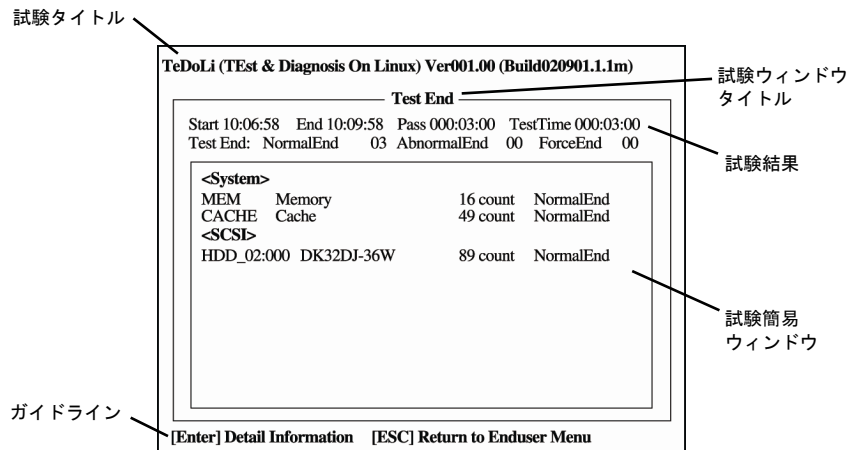 試験タイトル
TeDoLi (TEst & Diagnosis On Linux) Ver001.00 (Build020901.1.1m)
試験ウィンドウ
タイトル
Test End
Start 10:06:58 End 10:09:58 Pass 000:03:00 TestTime 000:03:00
Test End: NormalEnd 03 AbnormalEnd 00 ForceEnd 00
試験結果
<System>
MEM Memory 16 count NormalEnd
CACHE Cache 49 count NormalEnd
<SCSI>
HDD_02:000 DK32DJ-36W 89 count NormalEnd
試験簡易
ウィンドウ
ガイドライン
[Enter] Detail Information [ESC] Return to Enduser Menu